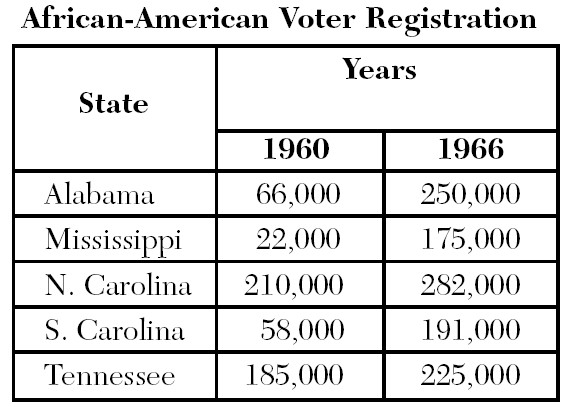 African-American Voter Registration
State
Years
1960 1966
Alabama 66,000 250,000
Mississippi 22,000 175,000
N. Carolina 210,000 282,000
S. Carolina 58,000 191,000
Tennessee 185,000 225,000